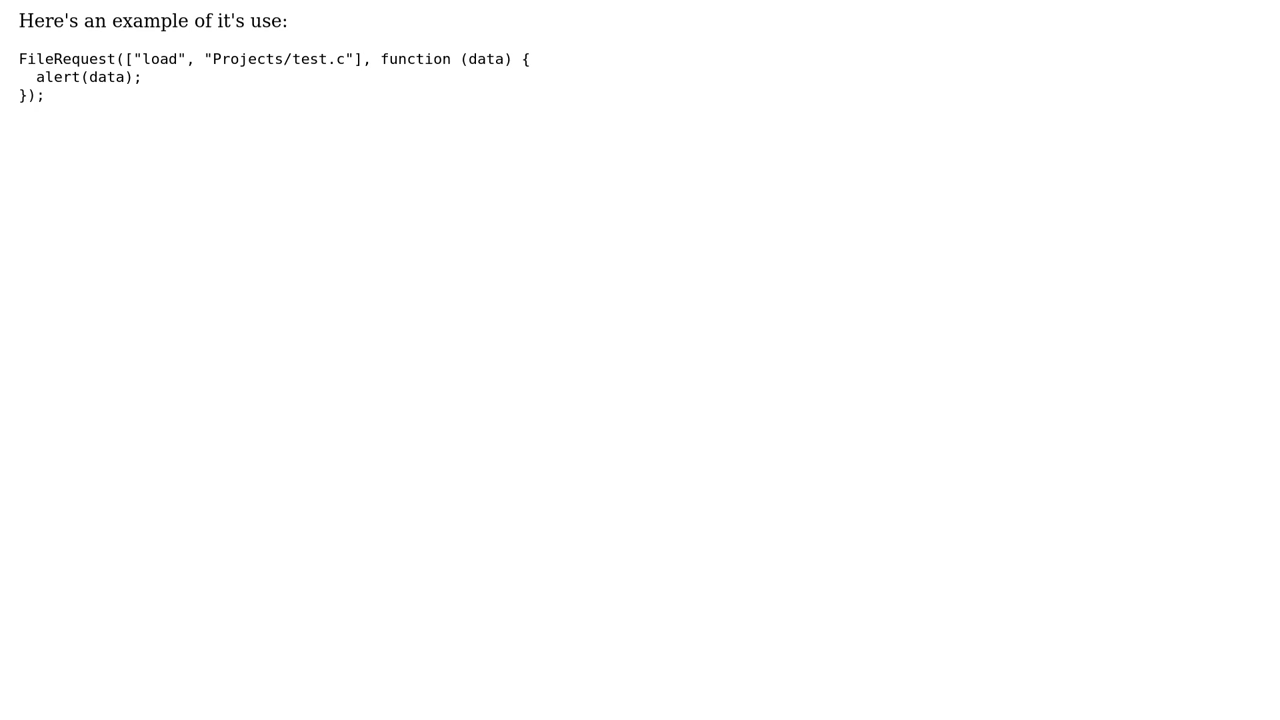 Here's an example of it's use:
FileRequest(["load", "Projects/test.c"], function (data) {
  alert(data);
});